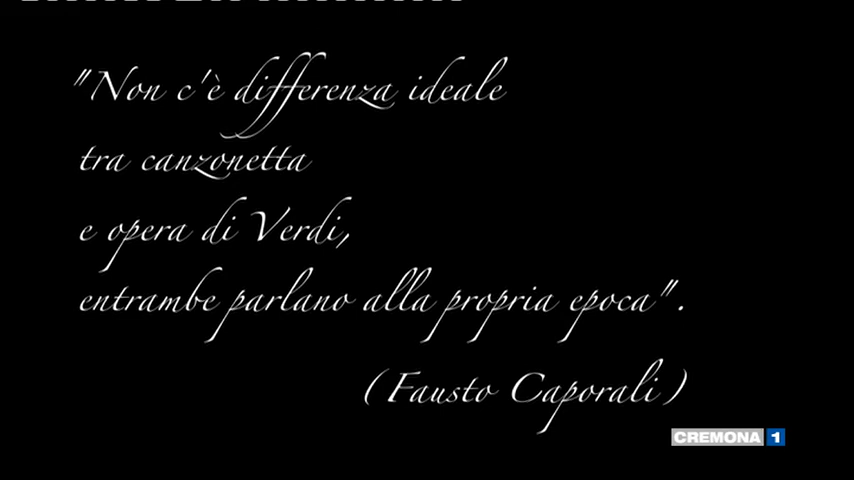 "Non c'è differenza ideale
tra canzonetta
e opera di Verdi,
entrambe parlano alla propria epoca".
(Fausto Caporali)
CREMONA 1